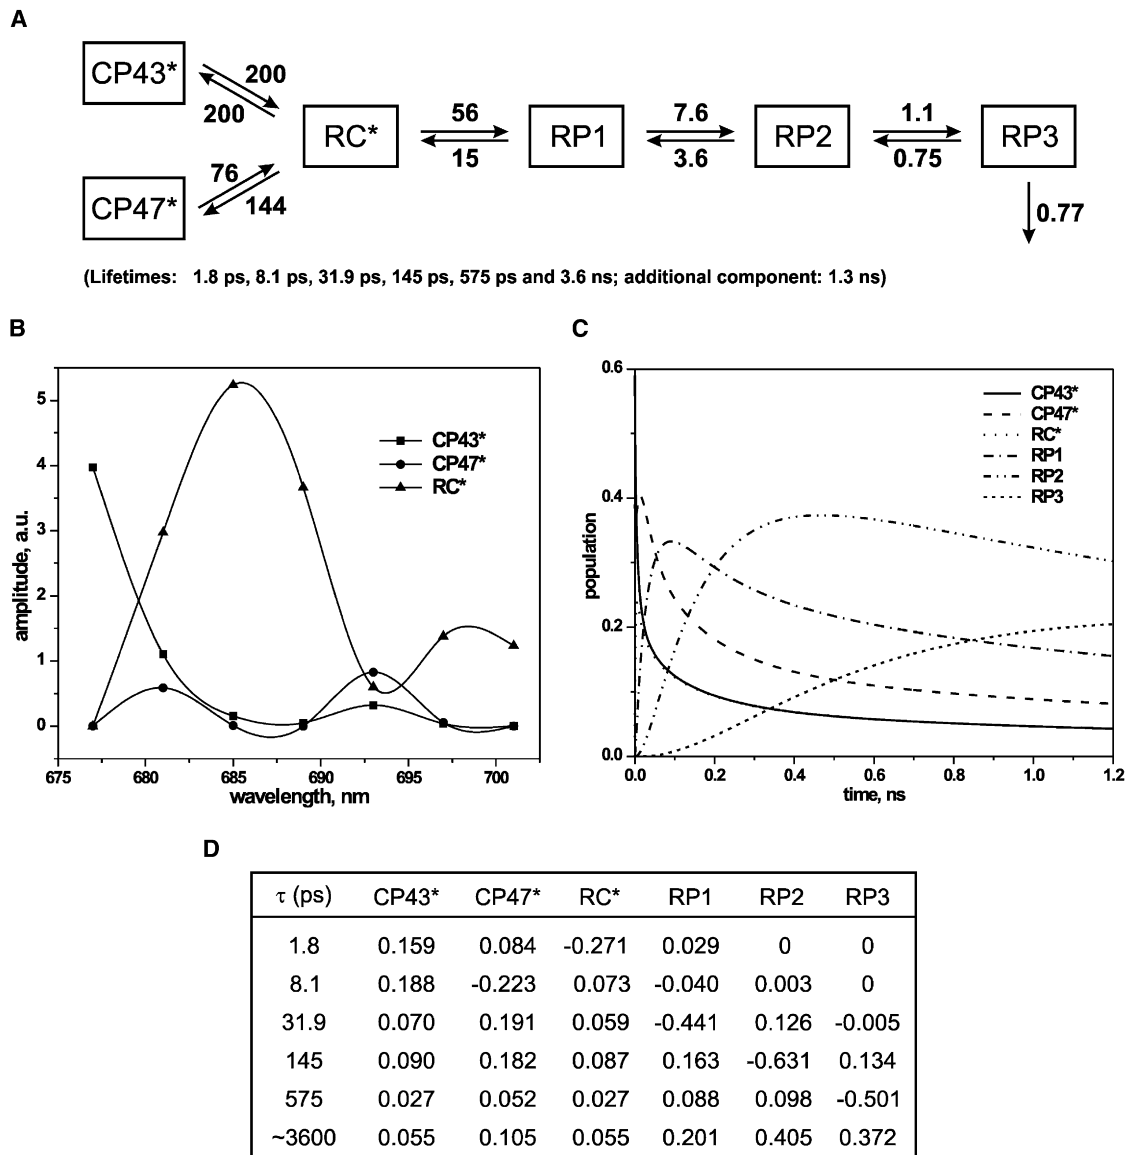 A
CP43*
200
200
RC*
56
15
RP1
7.6
3.6
RP2
1.1
0.75
RP3
0.77
76
144
CP47*
(Lifetimes: 1.8 ps, 8.1 ps, 31.9 ps, 145 ps, 575 ps and 3.6 ns; additional component: 1.3 ns)
B
5
4
3
2
1
0
amplitude, a.u.
CP43*
CP47*
RC*
675 680 685 690 695 700
wavelength, nm
C
0.6
0.4
0.2
0.0
population
CP43*
CP47*
RC*
RP1
RP2
RP3
0.0 0.2 0.4 0.6 0.8 1.0 1.2
time, ns
D
τ (ps) CP43* CP47* RC* RP1 RP2 RP3
1.8 0.159 0.084 -0.271 0.029 0 0
8.1 0.188 -0.223 0.073 -0.040 0.003 0
31.9 0.070 0.191 0.059 -0.441 0.126 -0.005
145 0.090 0.182 0.087 0.163 -0.631 0.134
575 0.027 0.052 0.027 0.088 0.098 -0.501
~3600 0.055 0.105 0.055 0.201 0.405 0.372